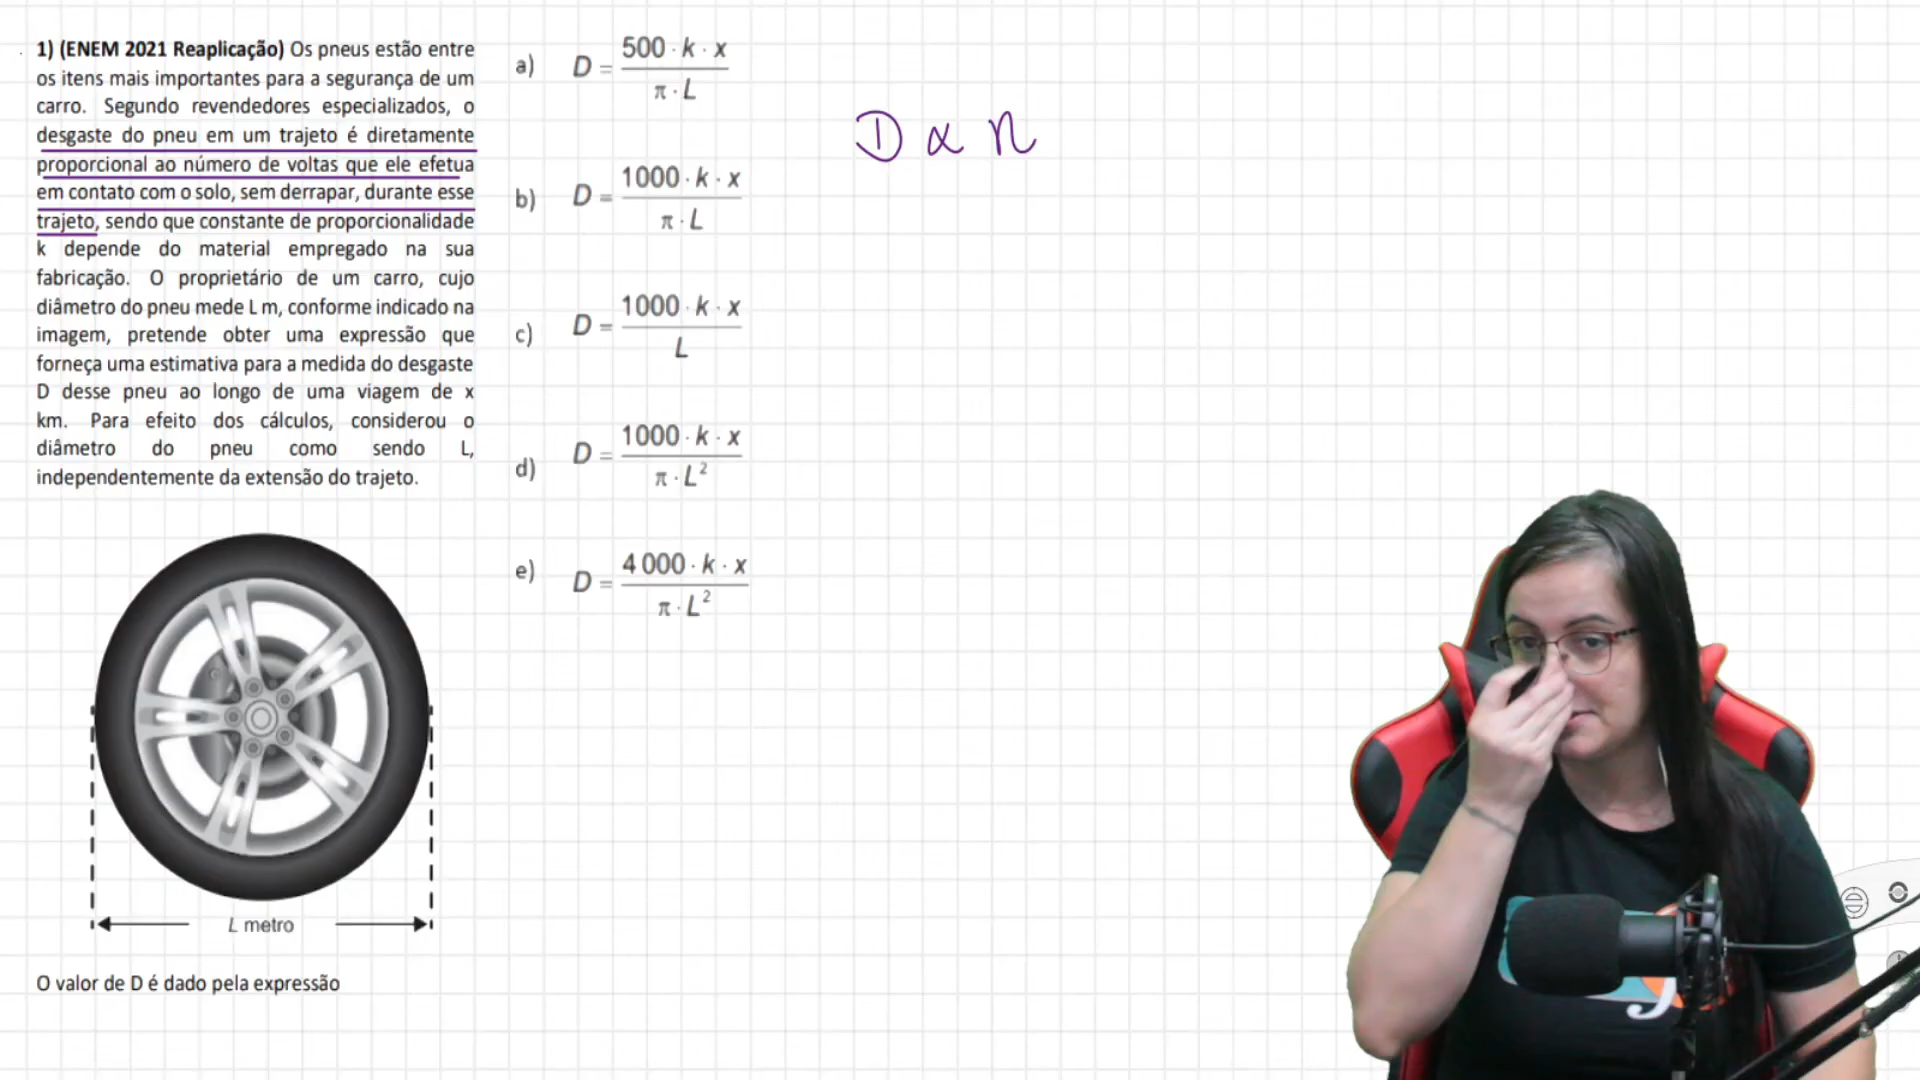 1) (ENEM 2021 Reaplicação) Os pneus estão entre
os itens mais importantes para a segurança de um
carro. Segundo revendedores especializados, o
desgaste do pneu em um trajeto é diretamente
proporcional ao número de voltas que ele efetua
em contato com o solo, sem derrapar, durante esse
trajeto, sendo que constante de proporcionalidade
k depende do material empregado na sua
fabricação. O proprietário de um carro, cujo
diâmetro do pneu mede L m, conforme indicado na
imagem, pretende obter uma expressão que
forneça uma estimativa para a medida do desgaste
D desse pneu ao longo de uma viagem de x
km. Para efeito dos cálculos, considerou o
diâmetro do pneu como sendo L,
independentemente da extensão do trajeto.
L metro
O valor de D é dado pela expressão
a) D = 500 · k · x / π · L
b) D = 1000 · k · x / π · L
c) D = 1000 · k · x / L
d) D = 1000 · k · x / π · L²
e) D = 4 000 · k · x / π · L²
D ∝ n